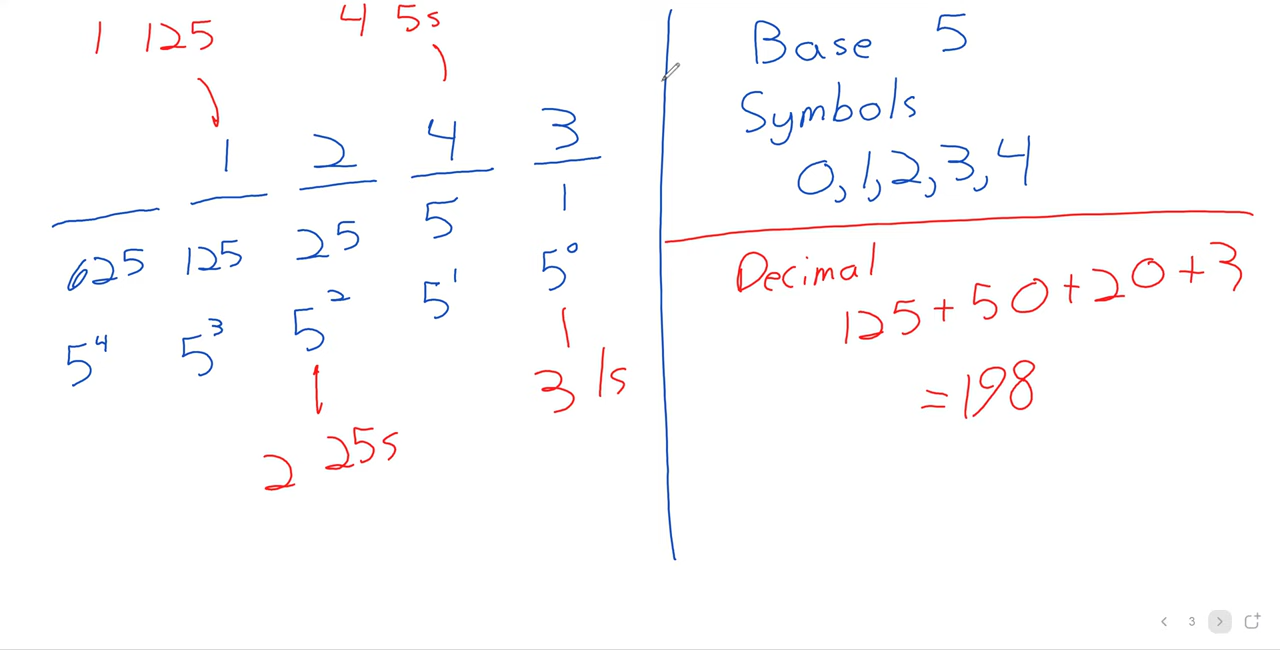 1 125
4 5s
1 2 4 3
625 125 25 5 1
5⁴ 5³ 5² 5¹ 5⁰
2 25s
3 1s
Base 5
Symbols
0, 1, 2, 3, 4
Decimal
125 + 50 + 20 + 3
= 198
3